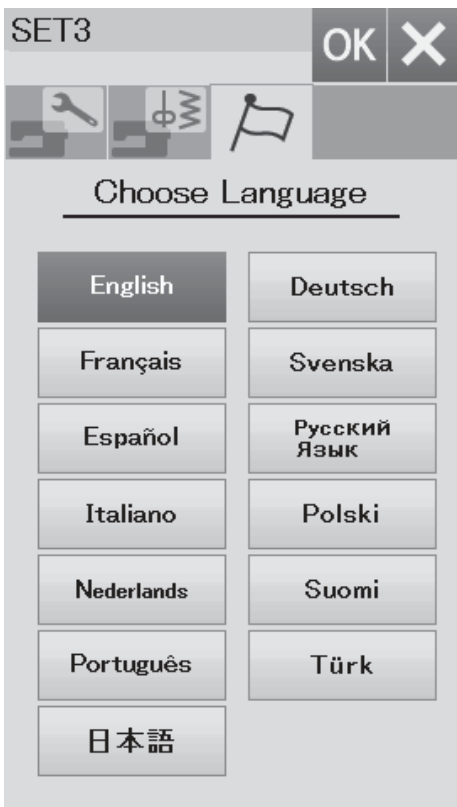 SET3
OK
Choose Language
English
Deutsch
Français
Svenska
Español
Русский
Язык
Italiano
Polski
Nederlands
Suomi
Português
Türk
日本語